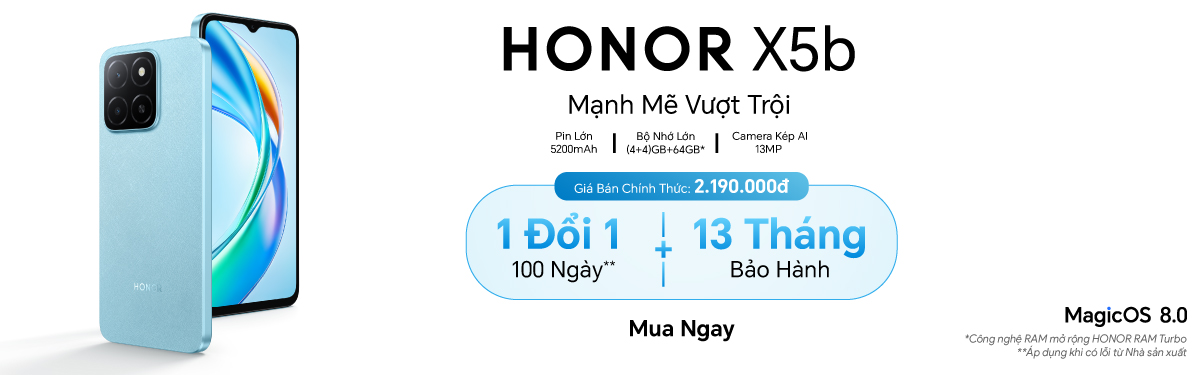 HONOR X5b
Mạnh Mẽ Vượt Trội
Pin Lớn
5200mAh
Bộ Nhớ Lớn
(4+4)GB+64GB*
Camera Kép AI
13MP
Giá Bán Chính Thức: 2.190.000đ
1 Đổi 1
100 Ngày**
+
13 Tháng
Bảo Hành
Mua Ngay
HONOR
MagicOS 8.0
*Công nghệ RAM mở rộng HONOR RAM Turbo
**Áp dụng khi có lỗi từ Nhà sản xuất